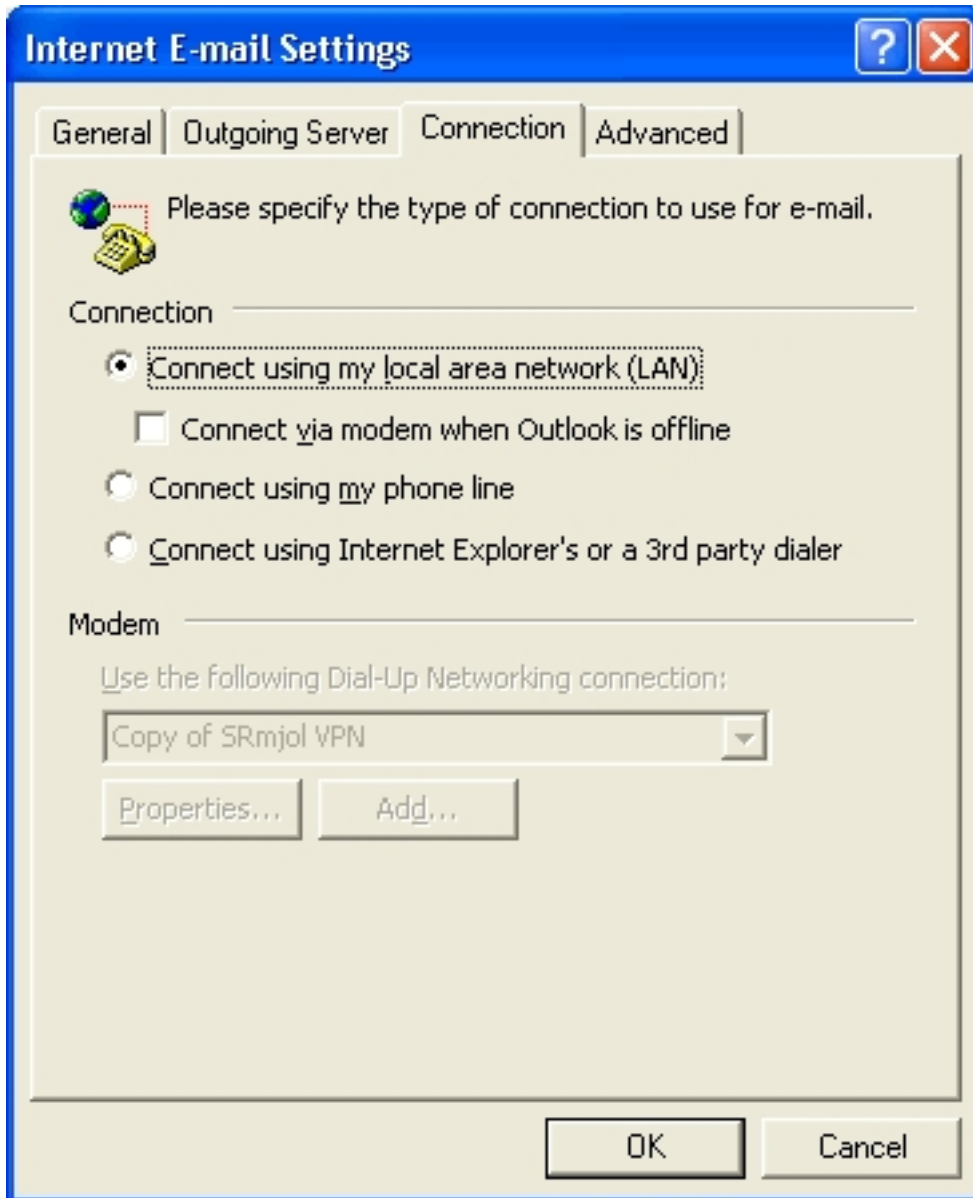 Internet E-mail Settings
General Outgoing Server Connection Advanced
Please specify the type of connection to use for e-mail.
Connection
Connect using my local area network (LAN)
Connect via modem when Outlook is offline
Connect using my phone line
Connect using Internet Explorer's or a 3rd party dialer
Modem
Use the following Dial-Up Networking connection:
Copy of SRmjol VPN
Properties... Add...
OK Cancel